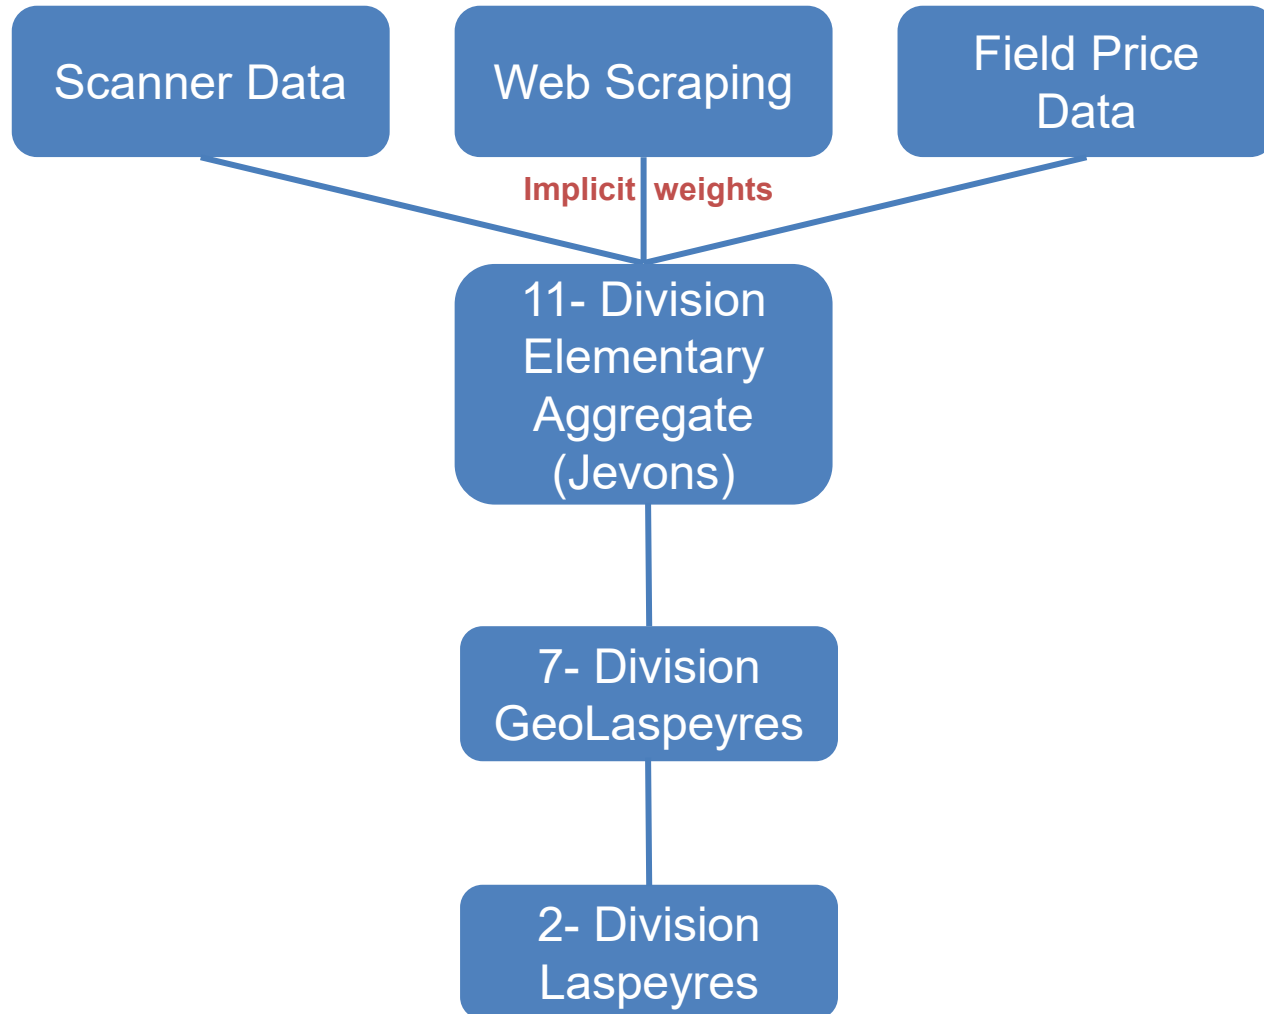 Scanner Data
Web Scraping
Field Price
Data
Implicit weights
11- Division
Elementary
Aggregate
(Jevons)
7- Division
GeoLaspeyres
2- Division
Laspeyres